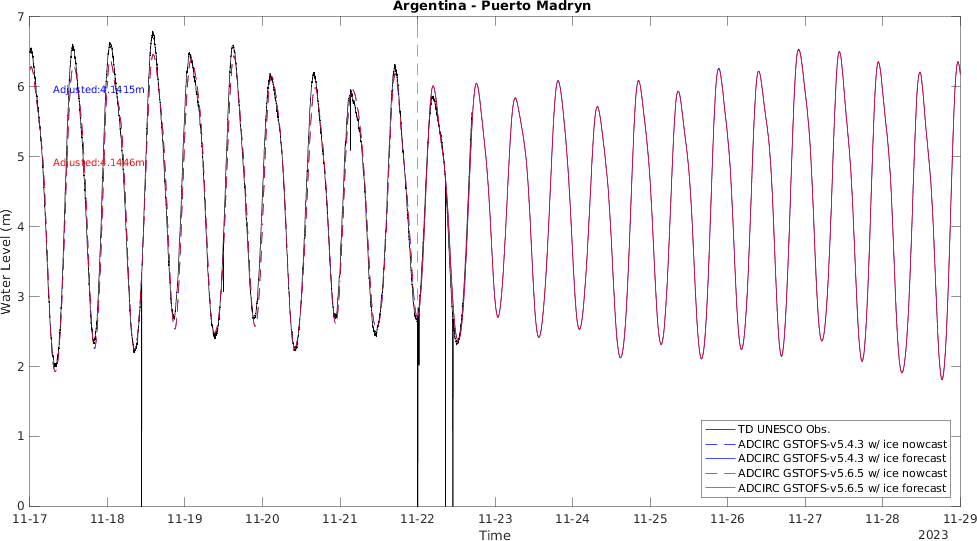 Argentina - Puerto Madryn
7
6
5
4
3
2
1
0
Water Level (m)
Adjusted:4.1415m
Adjusted:4.1446m
TD UNESCO Obs.
ADCIRC GSTOFS-v5.4.3 w/ ice nowcast
ADCIRC GSTOFS-v5.4.3 w/ ice forecast
ADCIRC GSTOFS-v5.6.5 w/ ice nowcast
ADCIRC GSTOFS-v5.6.5 w/ ice forecast
11-17 11-18 11-19 11-20 11-21 11-22 11-23 11-24 11-25 11-26 11-27 11-28 11-29
Time
2023